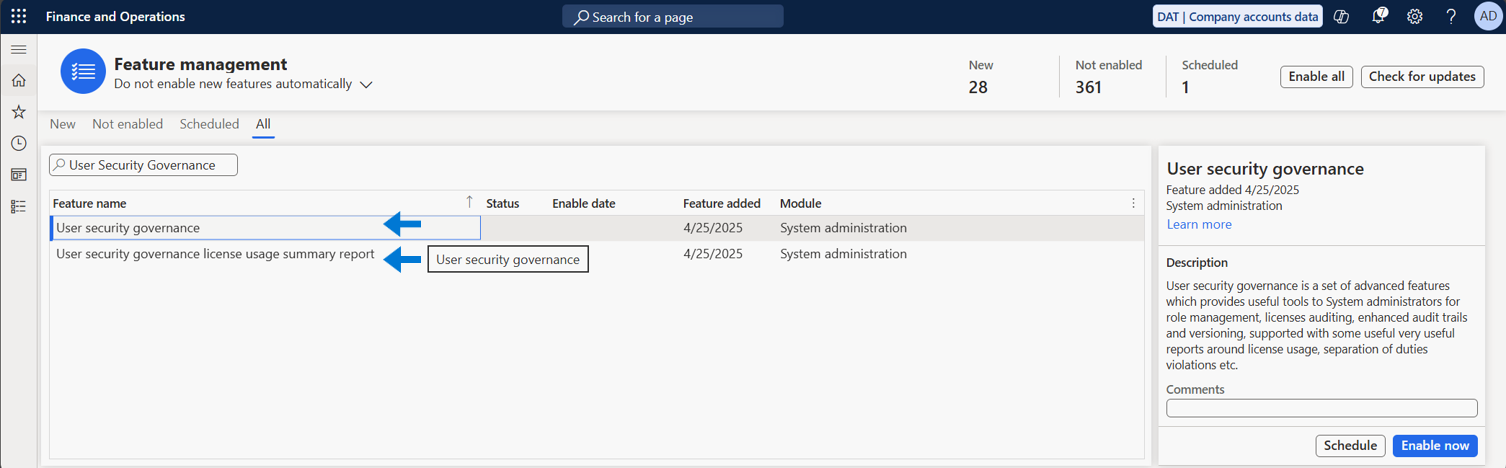 Finance and Operations
Search for a page
DAT | Company accounts data
7
AD
Feature management
Do not enable new features automatically
New
28
Not enabled
361
Scheduled
1
Enable all
Check for updates
New
Not enabled
Scheduled
All
User Security Governance
Feature name
Status
Enable date
Feature added
Module
User security governance
4/25/2025
System administration
User security governance license usage summary report
User security governance
4/25/2025
System administration
User security governance
Feature added 4/25/2025
System administration
Learn more
Description
User security governance is a set of advanced features
which provides useful tools to System administrators for
role management, licenses auditing, enhanced audit trails
and versioning, supported with some useful very useful
reports around license usage, separation of duties
violations etc.
Comments
Schedule
Enable now